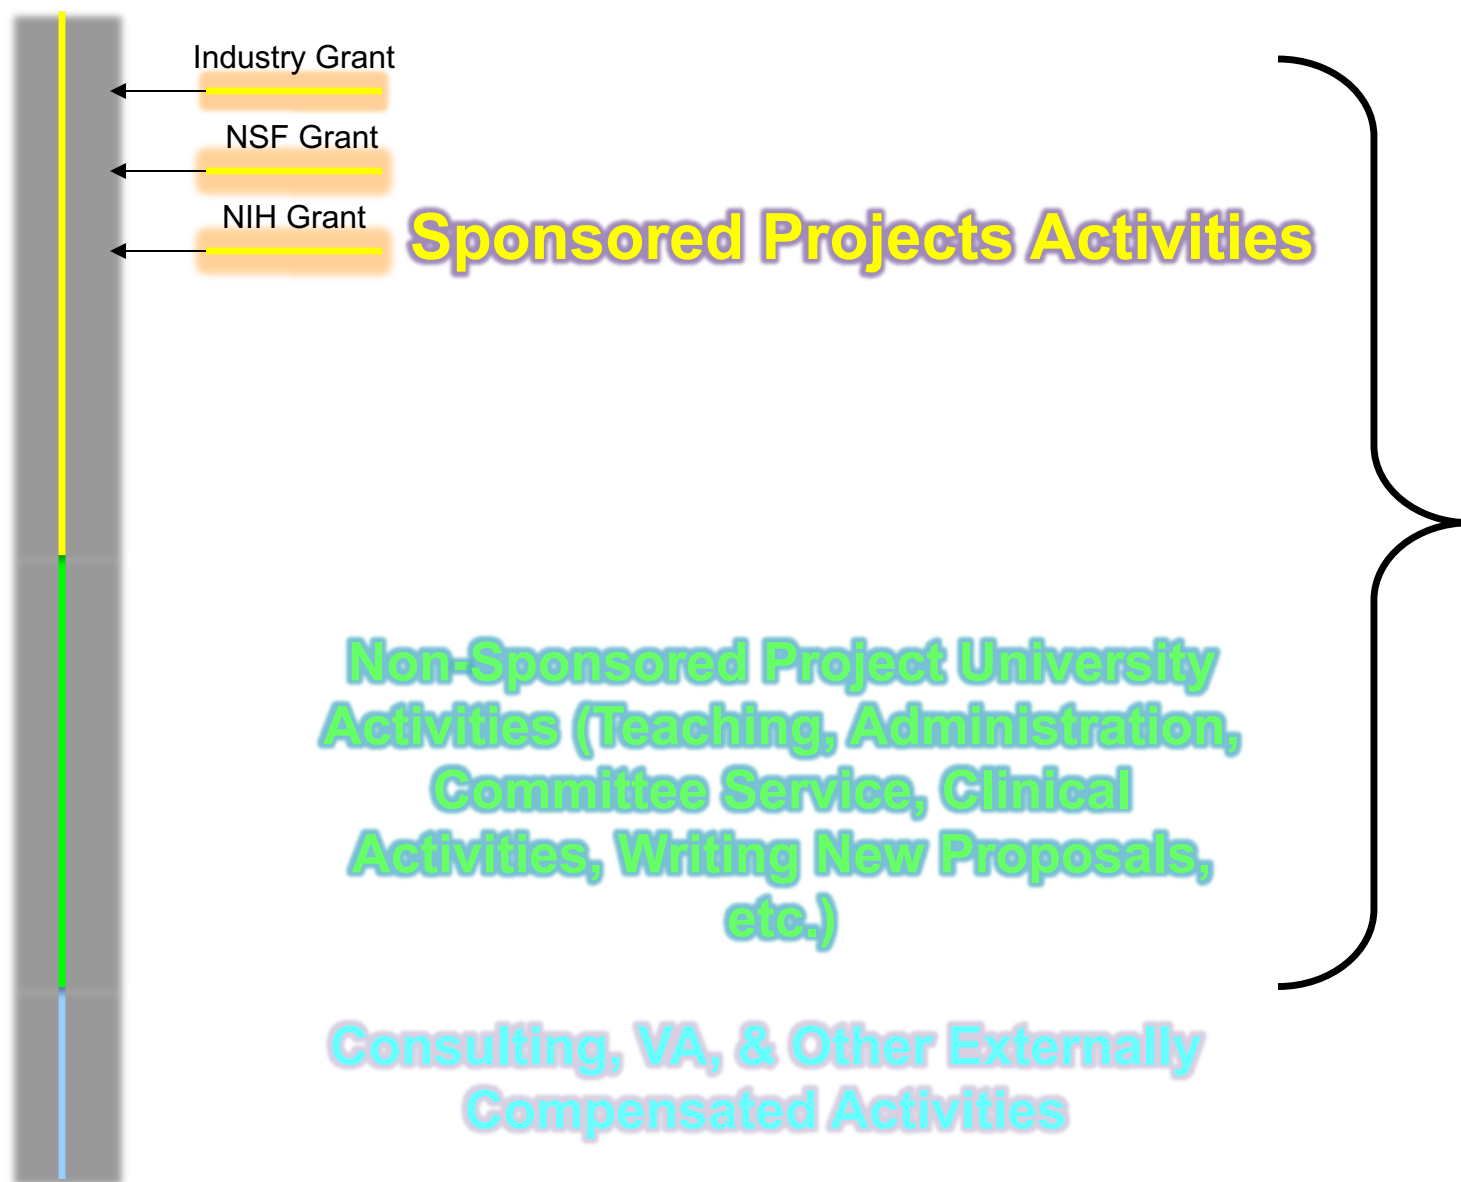 Industry Grant
NSF Grant
NIH Grant
Sponsored Projects Activities
Non-Sponsored Project University
Activities (Teaching, Administration,
Committee Service, Clinical
Activities, Writing New Proposals,
etc.)
Consulting, VA, & Other Externally
Compensated Activities